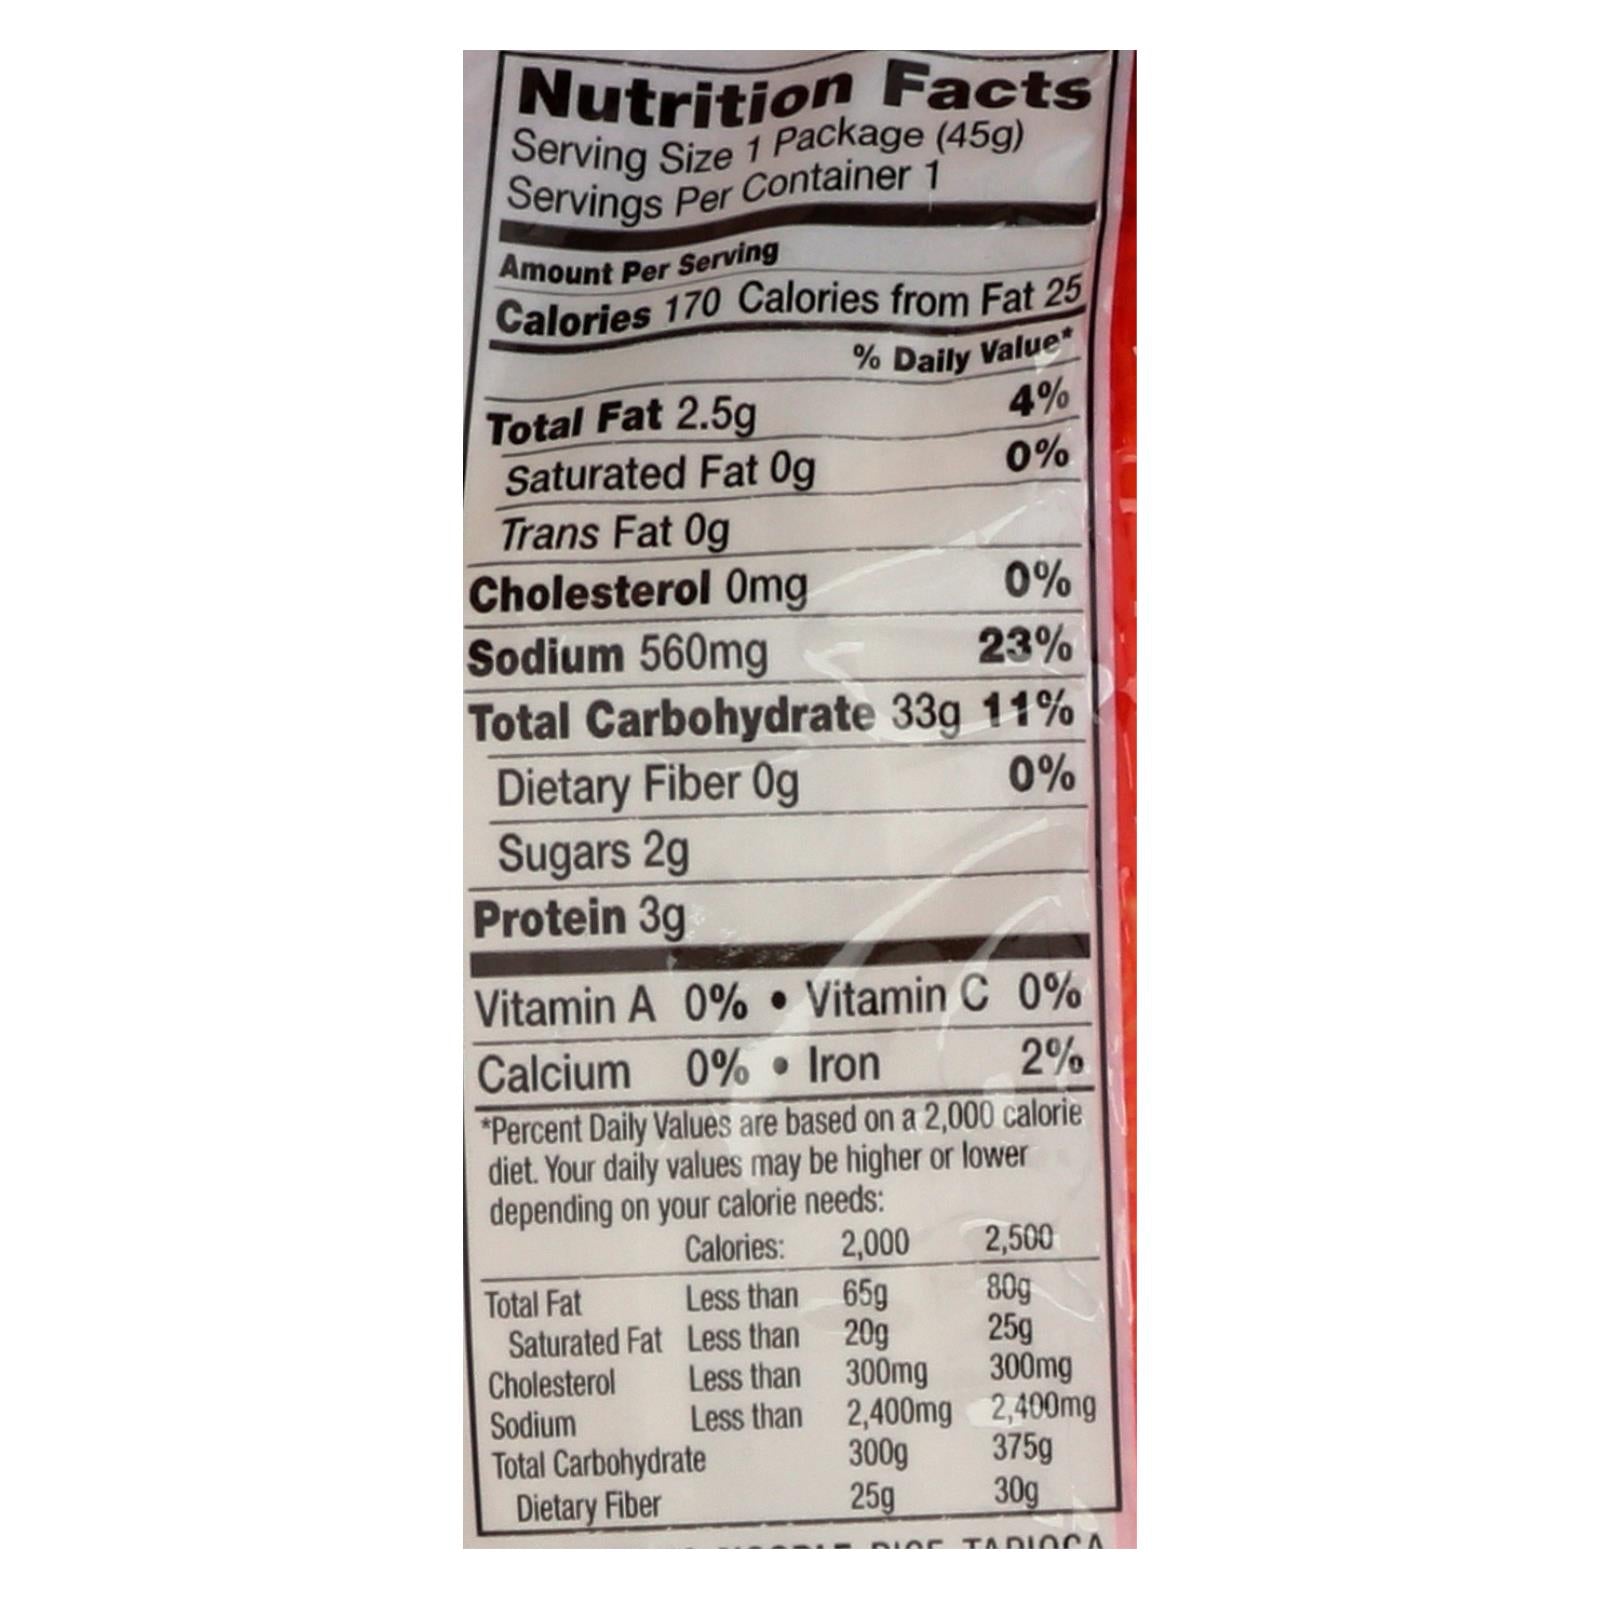 Nutrition Facts
Serving Size 1 Package (45g)
Servings Per Container 1
Amount Per Serving
Calories 170 Calories from Fat 25
% Daily Value*
Total Fat 2.5g 4%
Saturated Fat 0g 0%
Trans Fat 0g
Cholesterol 0mg 0%
Sodium 560mg 23%
Total Carbohydrate 33g 11%
Dietary Fiber 0g 0%
Sugars 2g
Protein 3g
Vitamin A 0% • Vitamin C 0%
Calcium 0% • Iron 2%
*Percent Daily Values are based on a 2,000 calorie
diet. Your daily values may be higher or lower
depending on your calorie needs:
Calories: 2,000 2,500
Total Fat Less than 65g 80g
Saturated Fat Less than 20g 25g
Cholesterol Less than 300mg 300mg
Sodium Less than 2,400mg 2,400mg
Total Carbohydrate 300g 375g
Dietary Fiber 25g 30g
NOODLE RICE TAPIOCA